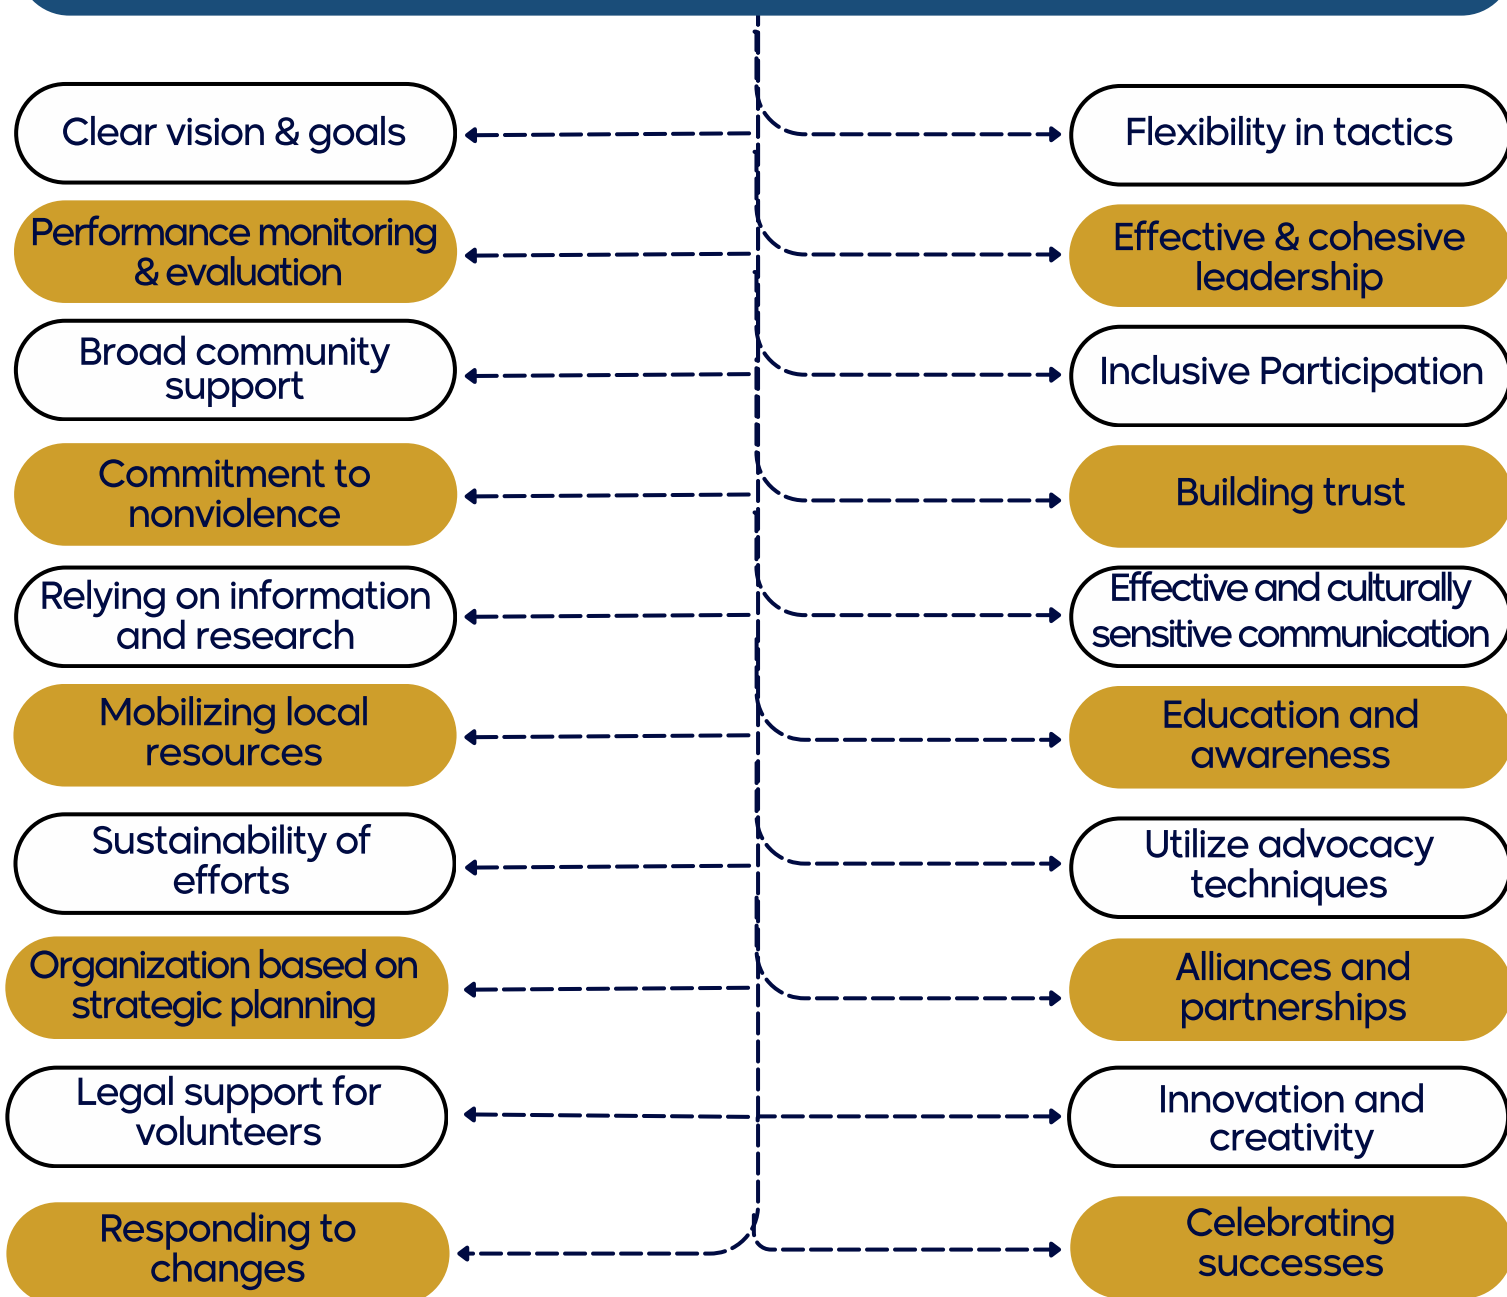 Clear vision & goals
Flexibility in tactics
Performance monitoring
& evaluation
Effective & cohesive
leadership
Broad community
support
Inclusive Participation
Commitment to
nonviolence
Building trust
Relying on information
and research
Effective and culturally
sensitive communication
Mobilizing local
resources
Education and
awareness
Sustainability of
efforts
Utilize advocacy
techniques
Organization based on
strategic planning
Alliances and
partnerships
Legal support for
volunteers
Innovation and
creativity
Responding to
changes
Celebrating
successes